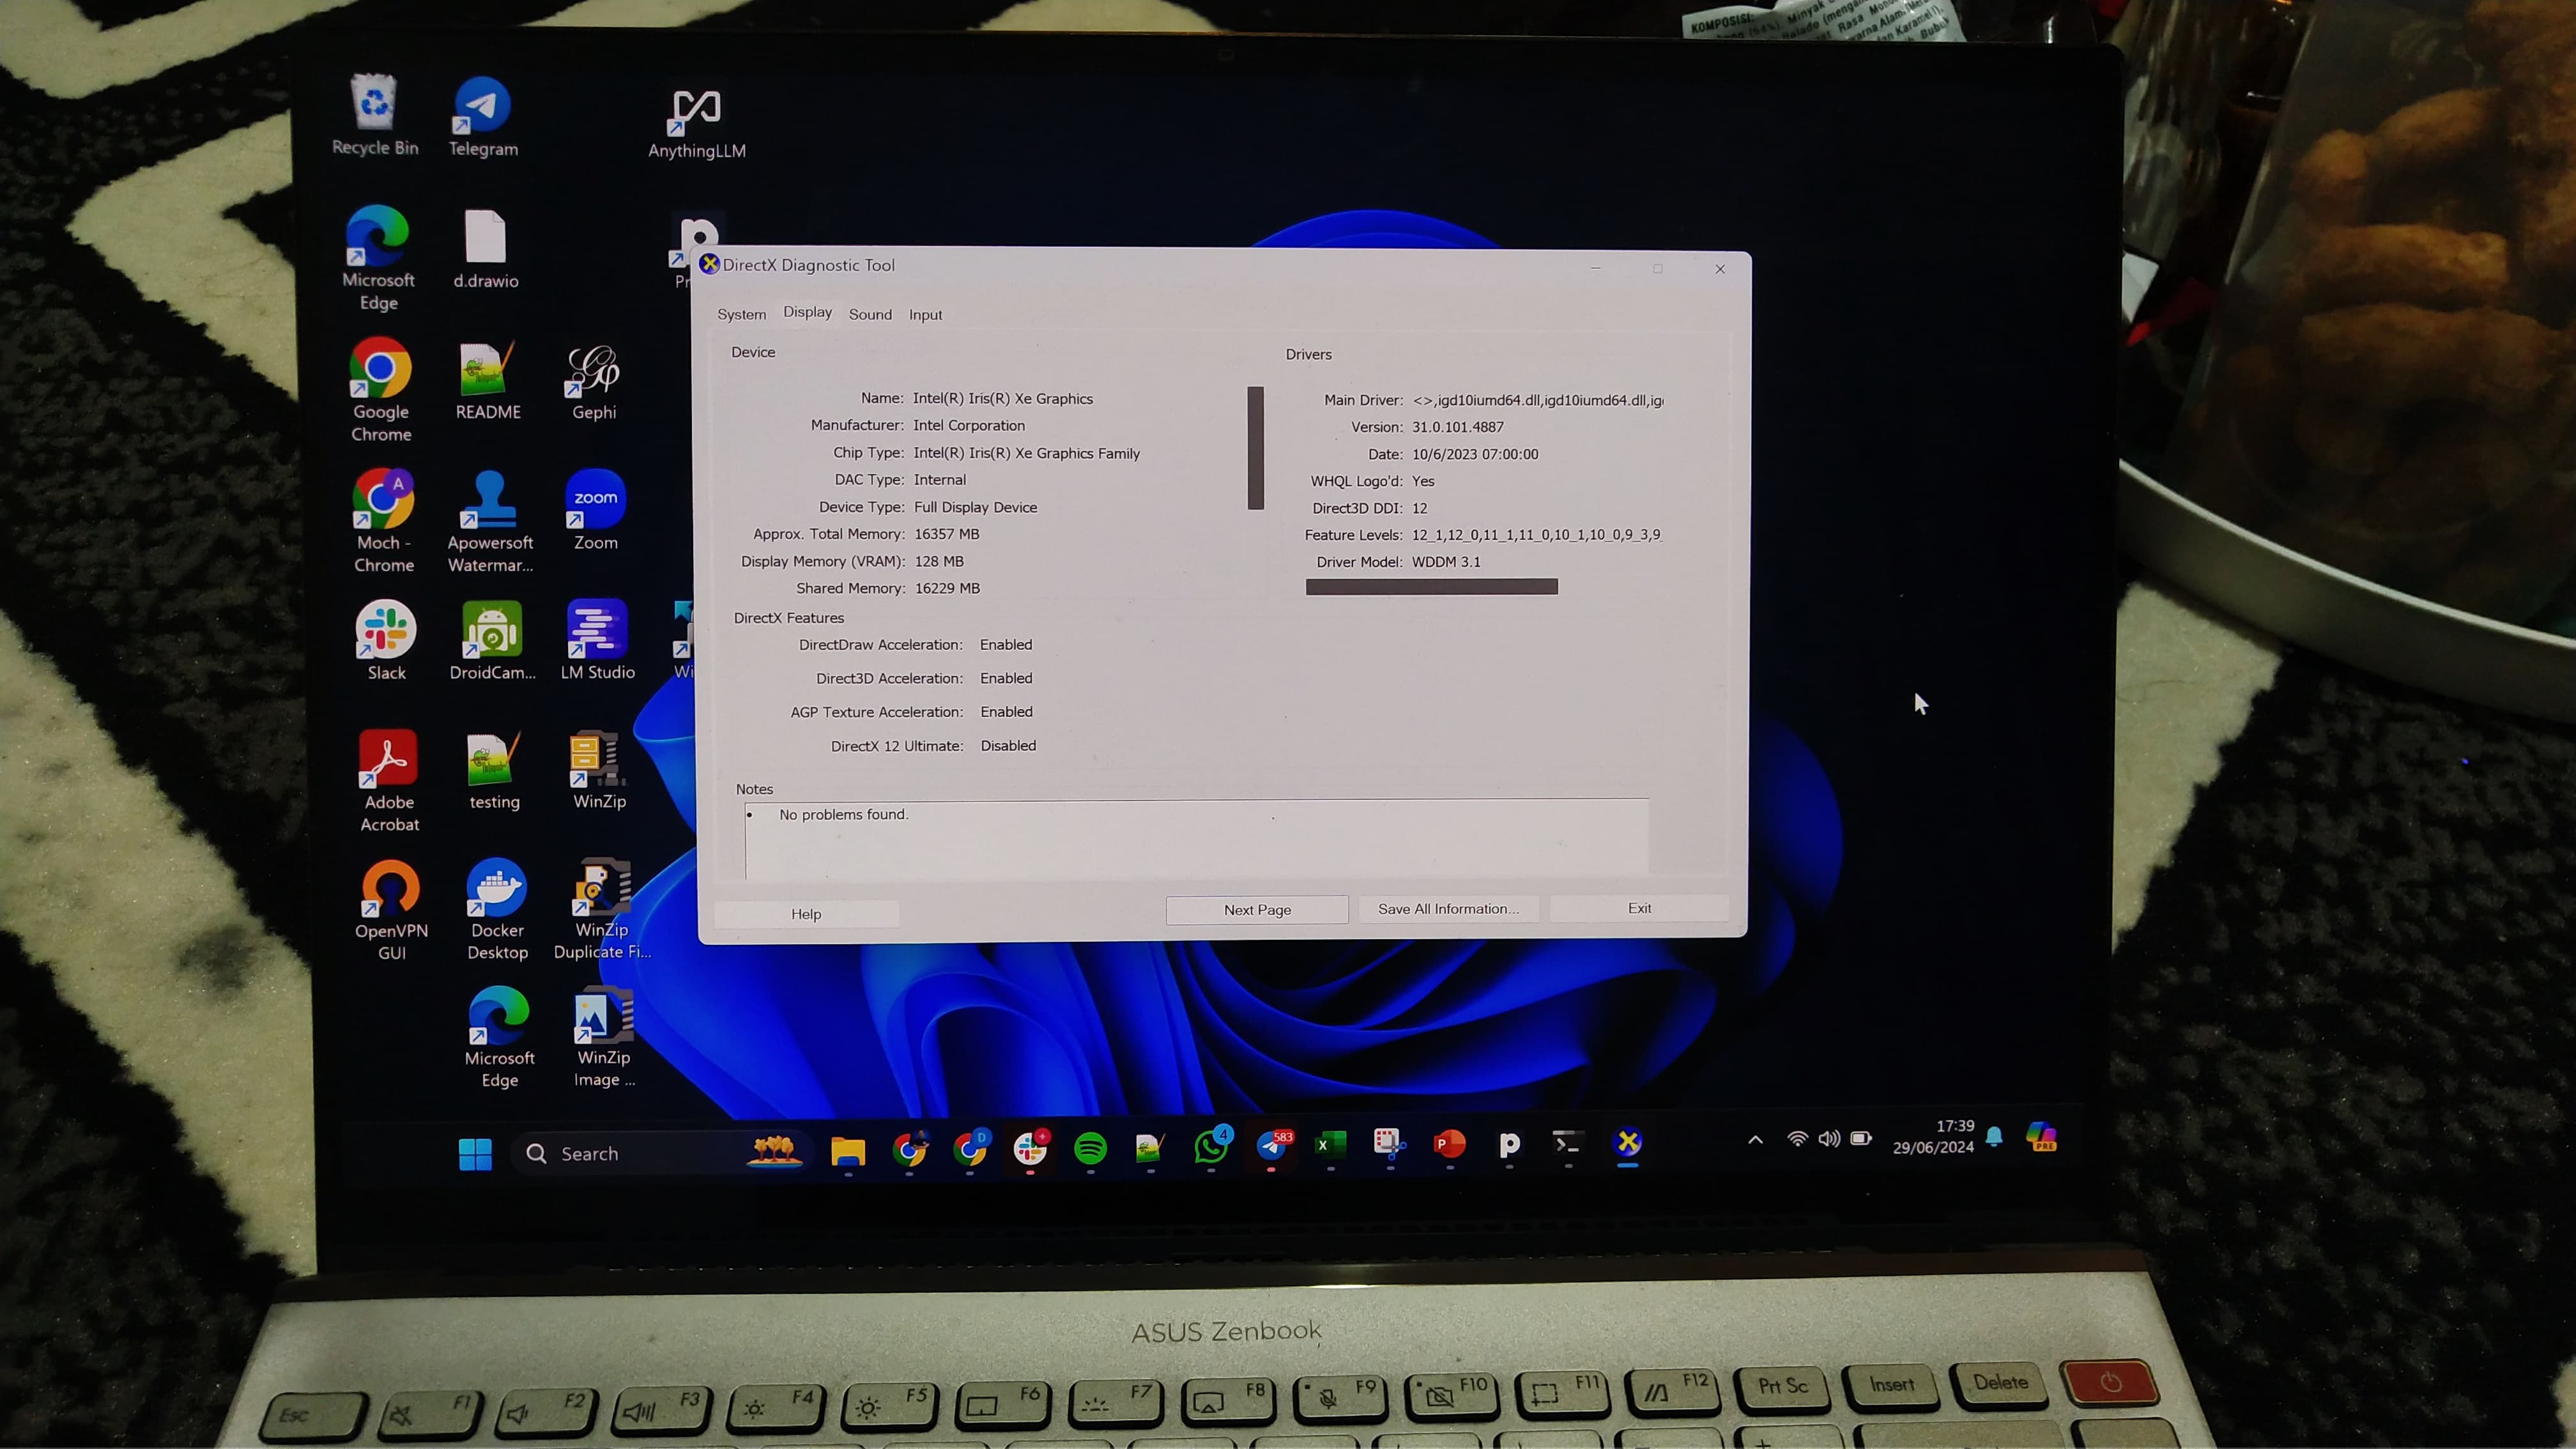 KOMPOSISI:
(54%). Minyak
Rasa
Recycle Bin
Telegram
AnythingLLM
Microsoft
Edge
d.drawio
Google
Chrome
README
Gephi
A
Moch -
Chrome
Apowersoft
Watermar...
zoom
Zoom
Slack
DroidCam...
LM Studio
Wi
Adobe
Acrobat
testing
WinZip
OpenVPN
GUI
Docker
Desktop
WinZip
Duplicate Fi...
Microsoft
Edge
WinZip
Image ...
DirectX Diagnostic Tool
System Display Sound Input
Device
Name: Intel(R) Iris(R) Xe Graphics
Manufacturer: Intel Corporation
Chip Type: Intel(R) Iris(R) Xe Graphics Family
DAC Type: Internal
Device Type: Full Display Device
Approx. Total Memory: 16357 MB
Display Memory (VRAM): 128 MB
Shared Memory: 16229 MB
Drivers
Main Driver: <>,igd10iumd64.dll,igd10iumd64.dll,ig
Version: 31.0.101.4887
Date: 10/6/2023 07:00:00
WHQL Logo'd: Yes
Direct3D DDI: 12
Feature Levels: 12_1,12_0,11_1,11_0,10_1,10_0,9_3,9_
Driver Model: WDDM 3.1
DirectX Features
DirectDraw Acceleration: Enabled
Direct3D Acceleration: Enabled
AGP Texture Acceleration: Enabled
DirectX 12 Ultimate: Disabled
Notes
• No problems found.
Help
Next Page
Save All Information...
Exit
Search
D
4
583
17:39
29/06/2024
PRE
ASUS Zenbook
Esc F1 F2 F3 F4 F5 F6 F7 F8 F9 F10 F11 F12 Prt Sc Insert Delete